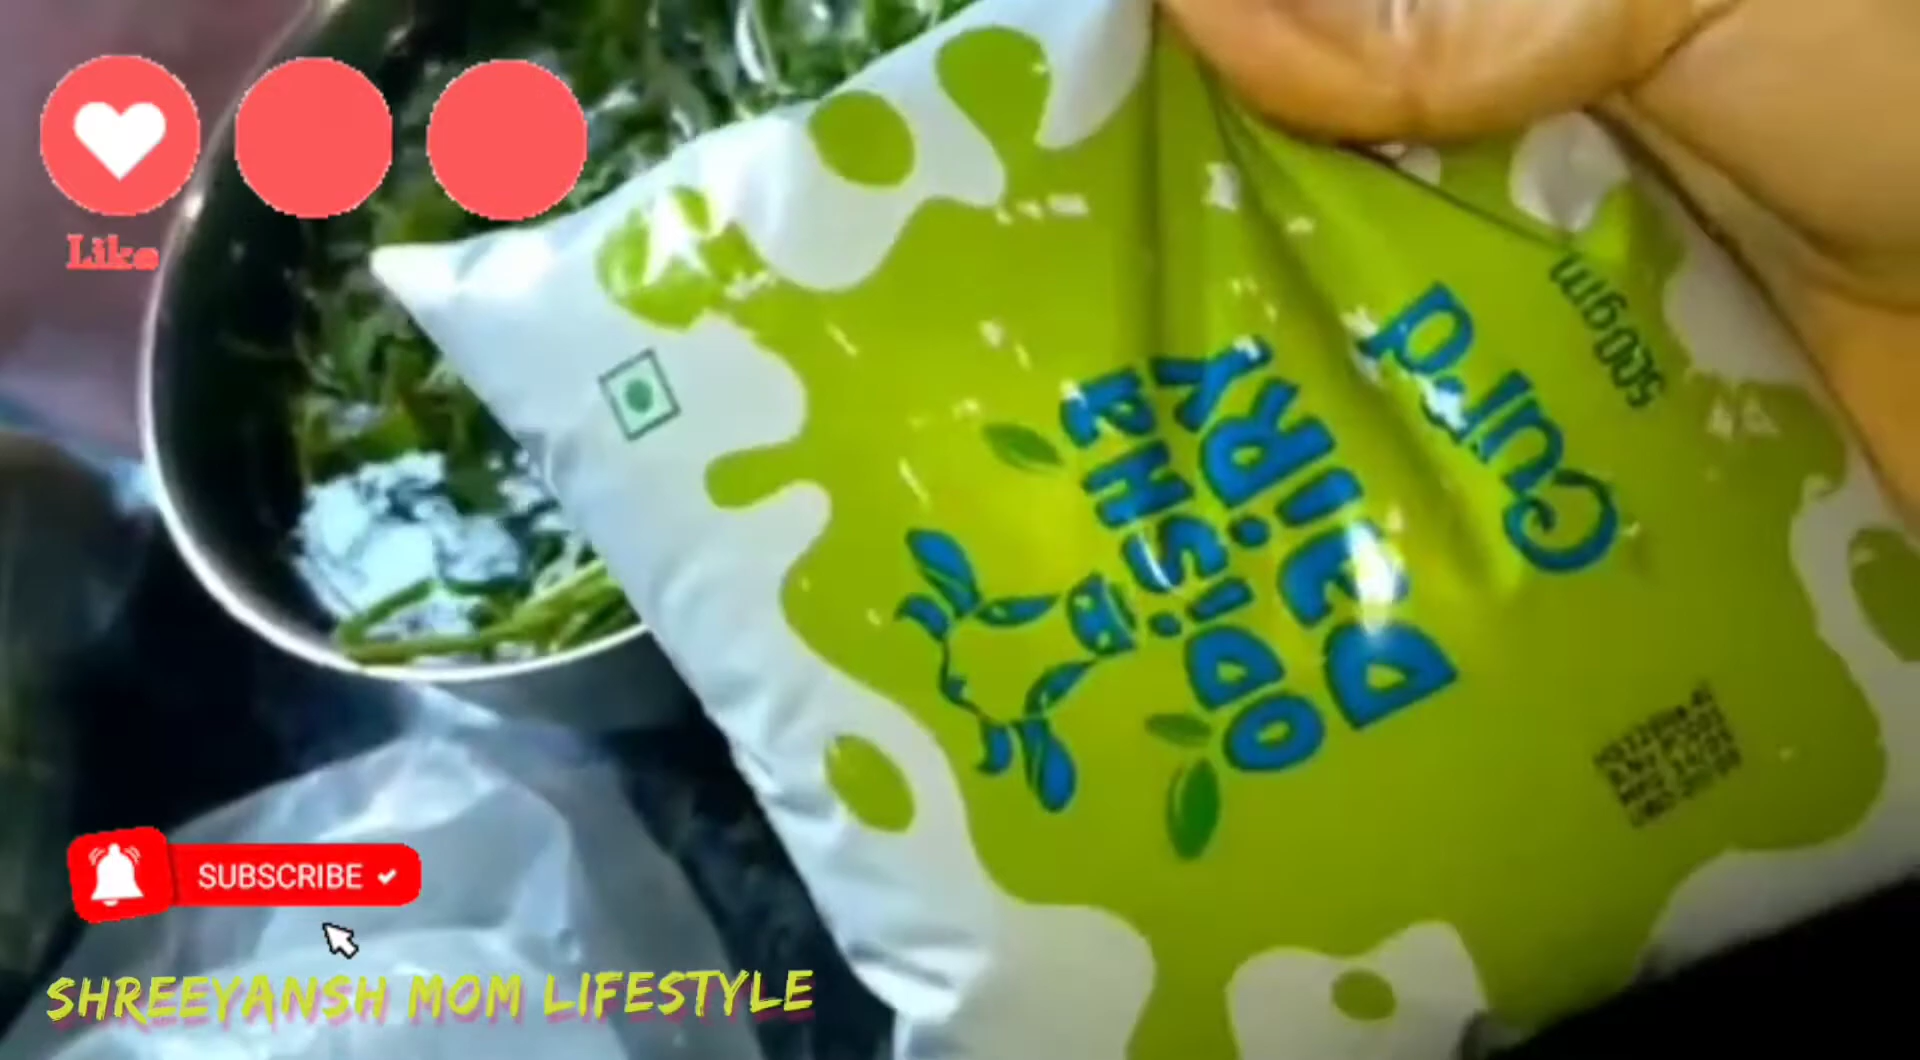 Like
ODISHA
DAIRY
Curd
500gm
SUBSCRIBE
SHREEYANSH MOM LIFESTYLE